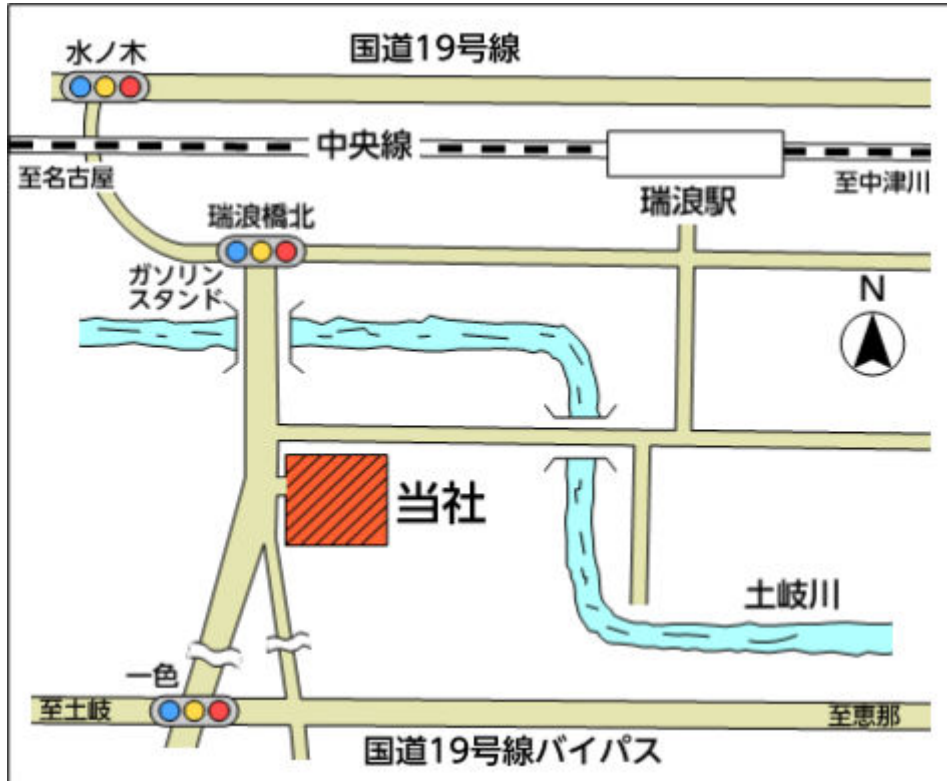 国道19号線
水ノ木
中央線
至名古屋
至中津川
瑞浪駅
瑞浪橋北
ガソリン
スタンド
N
当社
土岐川
一色
至土岐
至恵那
国道19号線バイパス